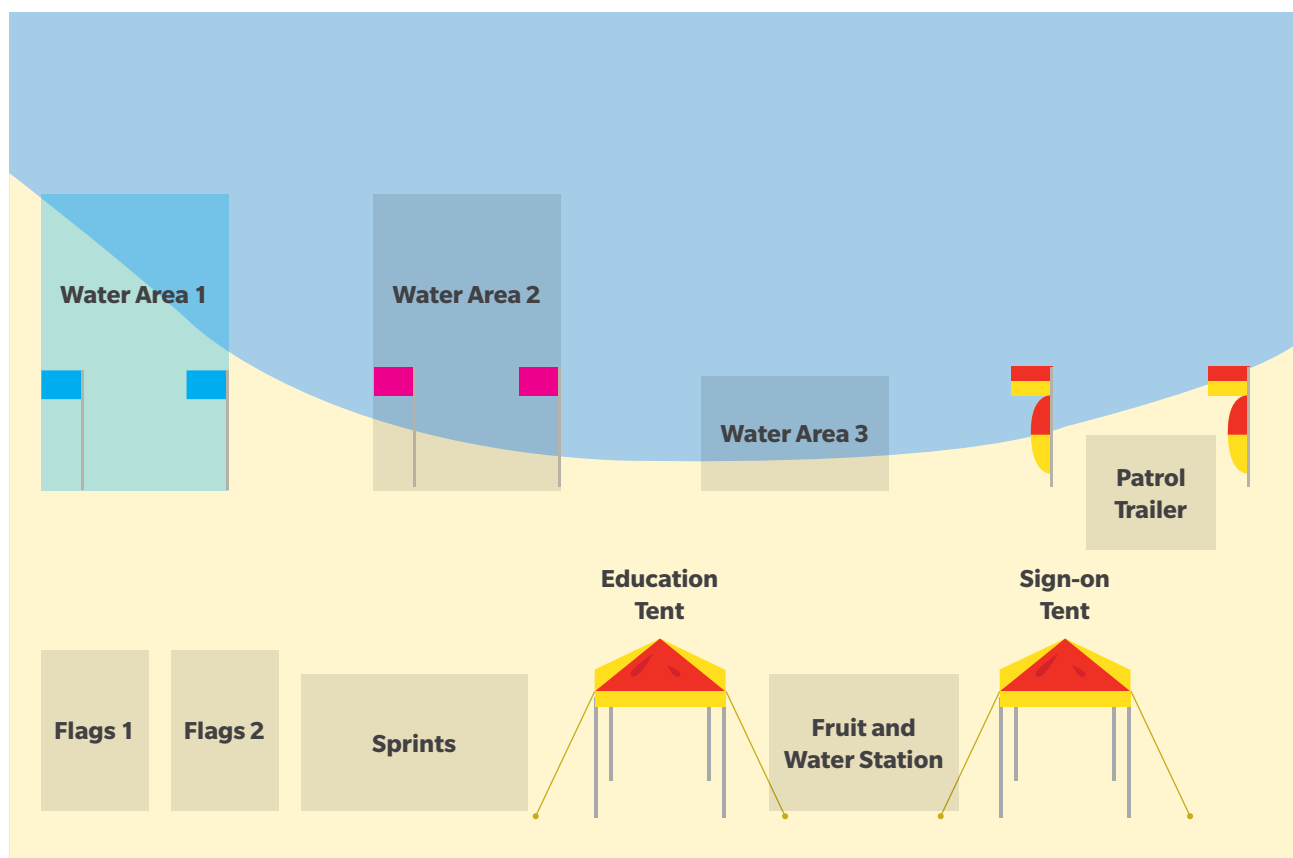 Water Area 1
Water Area 2
Water Area 3
Patrol
Trailer
Education
Tent
Sign-on
Tent
Flags 1
Flags 2
Sprints
Fruit and
Water Station